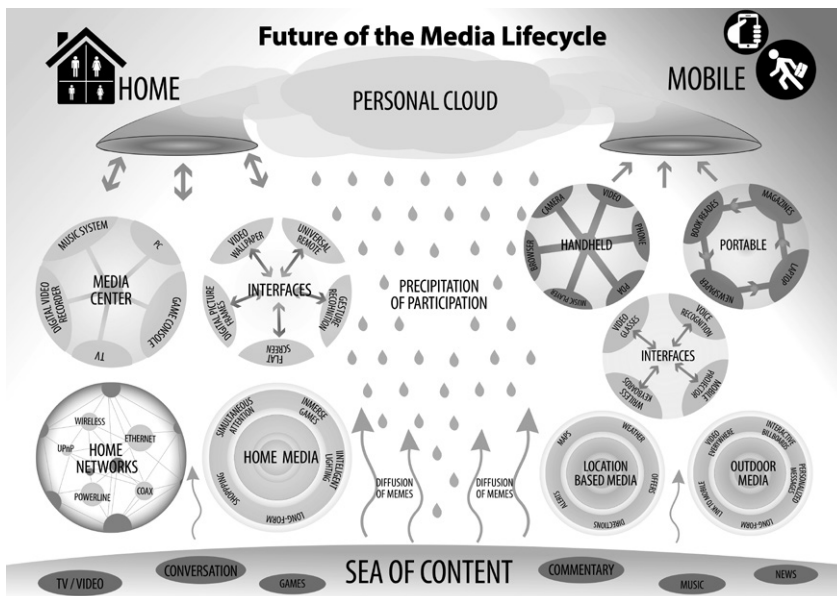 Future of the Media Lifecycle
HOME
MOBILE
PERSONAL CLOUD
MUSIC SYSTEM
PC
GAME CONSOLE
TV
DIGITAL VIDEO
RECORDER
MEDIA
CENTER
VIDEO
WALLPAPER
UNIVERSAL
REMOTE
GESTURE
RECOGNITION
FLAT
SCREEN
DIGITAL PICTURE
FRAMES
INTERFACES
PRECIPITATION
OF PARTICIPATION
CAMERA
VIDEO
PHONE
PDA
MUSIC PLAYER
BROWSER
HANDHELD
BOOK READES
MAGAZINES
LAPTOP
NEWSPAPER
PORTABLE
VIDEO
GLASSES
VOICE
RECOGNITION
MOBILE
PROJECTOR
WRIRLESS
KEYBOARDS
INTERFACES
WIRELESS
ETHERNET
UPnP
HOME
NETWORKS
POWERLINE
COAX
SIMULTANEOUS
ATTENTION
INMERSE
GAMES
IINTELIGENT
LIGHTING
LONG-FORM
SHOPPING
HOME MEDIA
DIFFUSION
OF MEMES
DIFFUSION
OF MEMES
MAPS
WEATHER
OFFERS
DIRECTIONS
ALERTS
LOCATION
BASED MEDIA
VIDEO
EVERYWHERE
INTERACTIVE
BILLBOARDS
PERSONALIZED
MESSAGES
LONG-FORM
LINK TO MOBILE
OUTDOOR
MEDIA
TV / VIDEO
CONVERSATION
GAMES
SEA OF CONTENT
COMMENTARY
MUSIC
NEWS